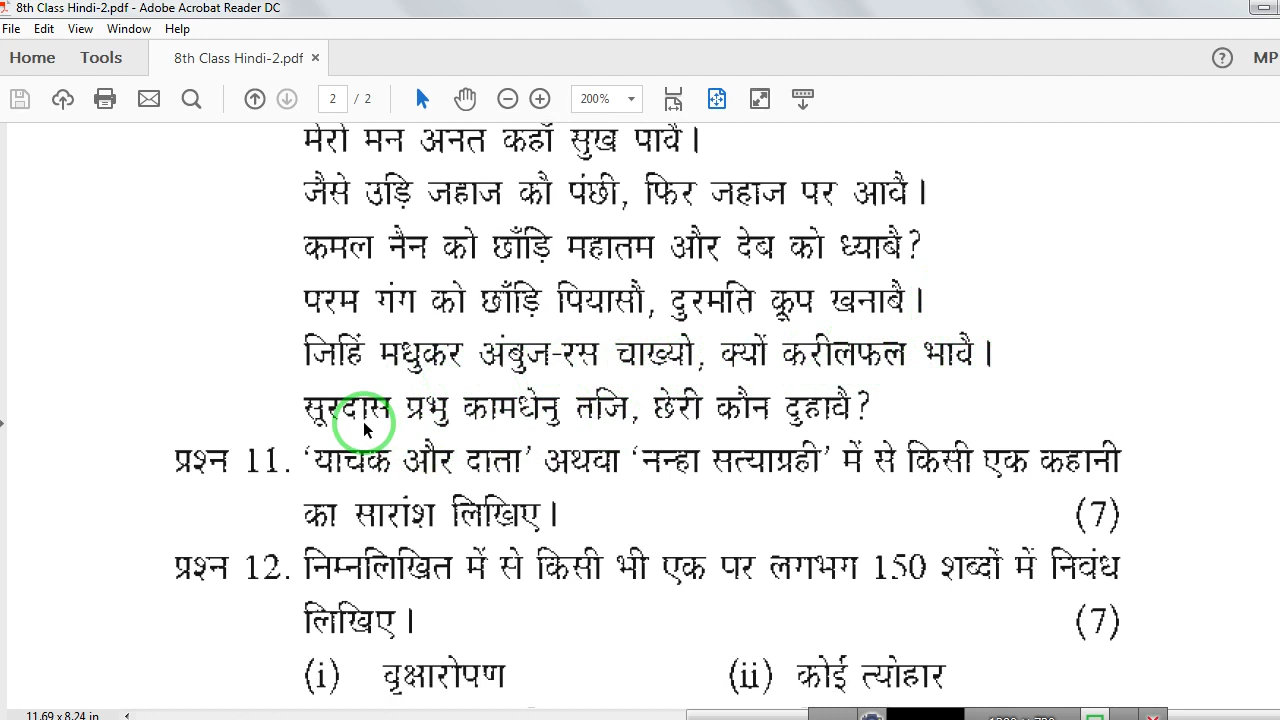 8th Class Hindi-2.pdf - Adobe Acrobat Reader DC
File Edit View Window Help
Home Tools 8th Class Hindi-2.pdf × ? MP
2 / 2 200%
मेरो मन अनत कहाँ सुख पावै।
जैसे उड़ि जहाज कौ पंछी, फिर जहाज पर आवै।
कमल नैन को छाँड़ि महातम और देब को ध्याबै?
परम गंग को छाँड़ि पियासौ, दुरमति कूप खनाबै।
जिहिं मधुकर अंबुज-रस चाख्यो, क्यों करीलफल भावै।
सूरदास प्रभु कामधेनु तजि, छेरी कौन दुहावै?
प्रश्न 11. 'याचक और दाता' अथवा 'नन्हा सत्याग्रही' में से किसी एक कहानी
का सारांश लिखिए। (7)
प्रश्न 12. निम्नलिखित में से किसी भी एक पर लगभग 150 शब्दों में निवंध
लिखिए। (7)
(i) वृक्षारोपण (ii) कोई त्योहार
11.69 x 8.24 in